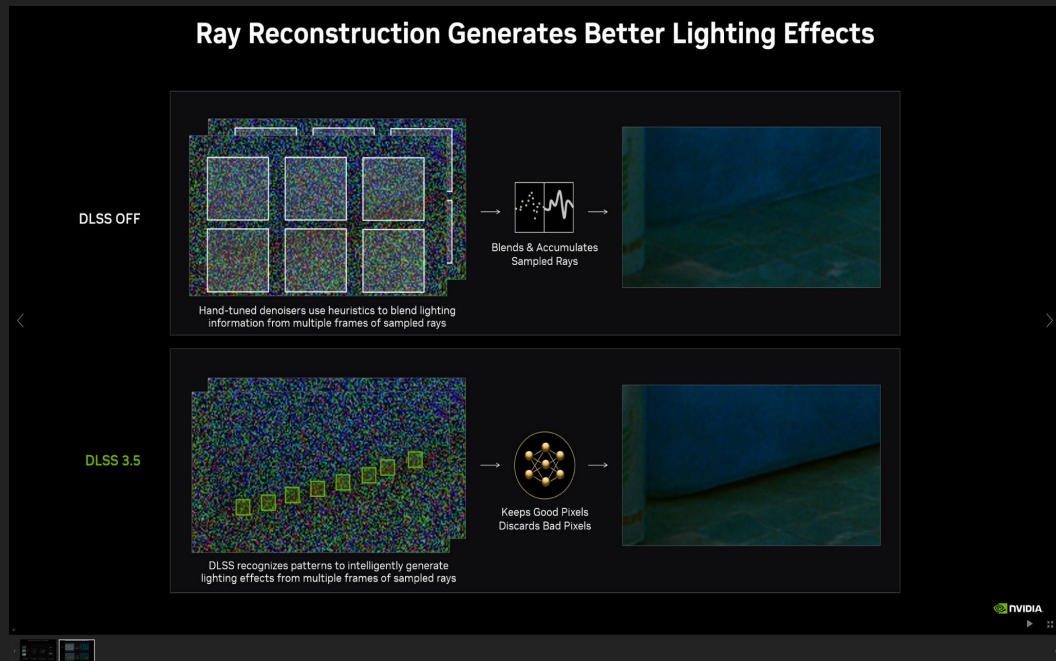 Ray Reconstruction Generates Better Lighting Effects
DLSS OFF
Hand-tuned denoisers use heuristics to blend lighting
information from multiple frames of sampled rays
Blends & Accumulates
Sampled Rays
DLSS 3.5
DLSS recognizes patterns to intelligently generate
lighting effects from multiple frames of sampled rays
Keeps Good Pixels
Discards Bad Pixels
NVIDIA